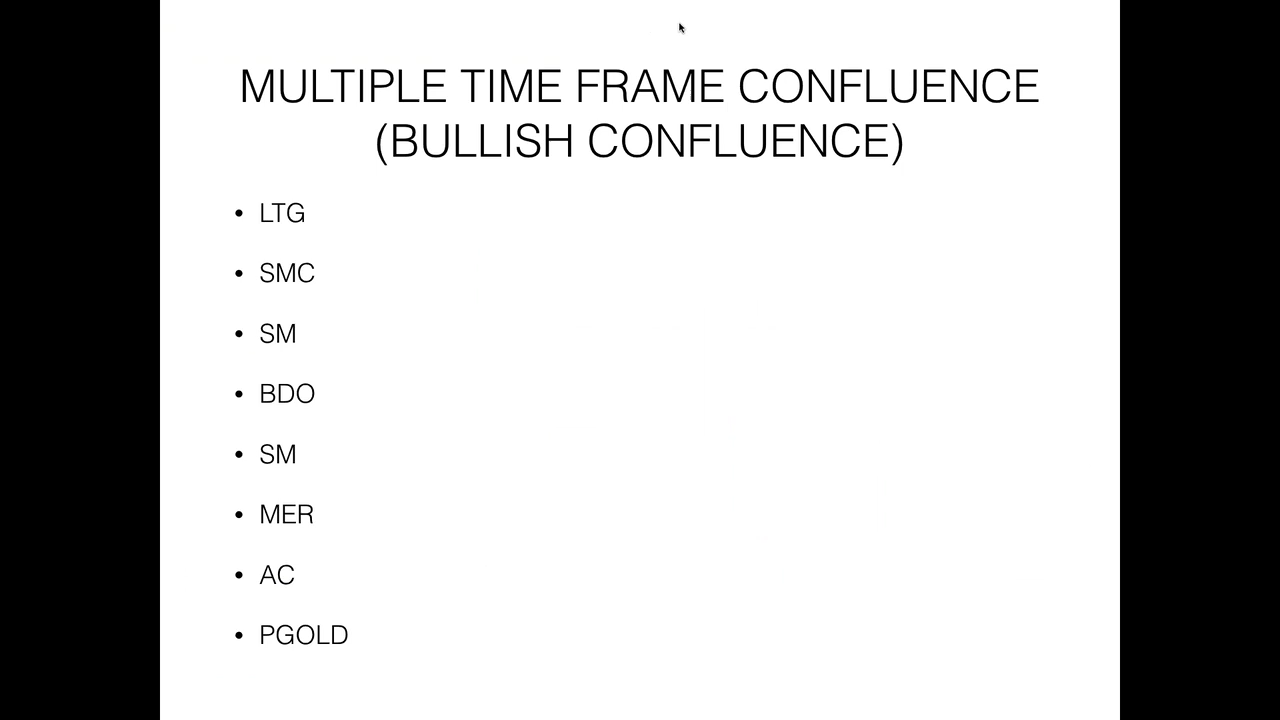 MULTIPLE TIME FRAME CONFLUENCE
(BULLISH CONFLUENCE)
• LTG
• SMC
• SM
• BDO
• SM
• MER
• AC
• PGOLD